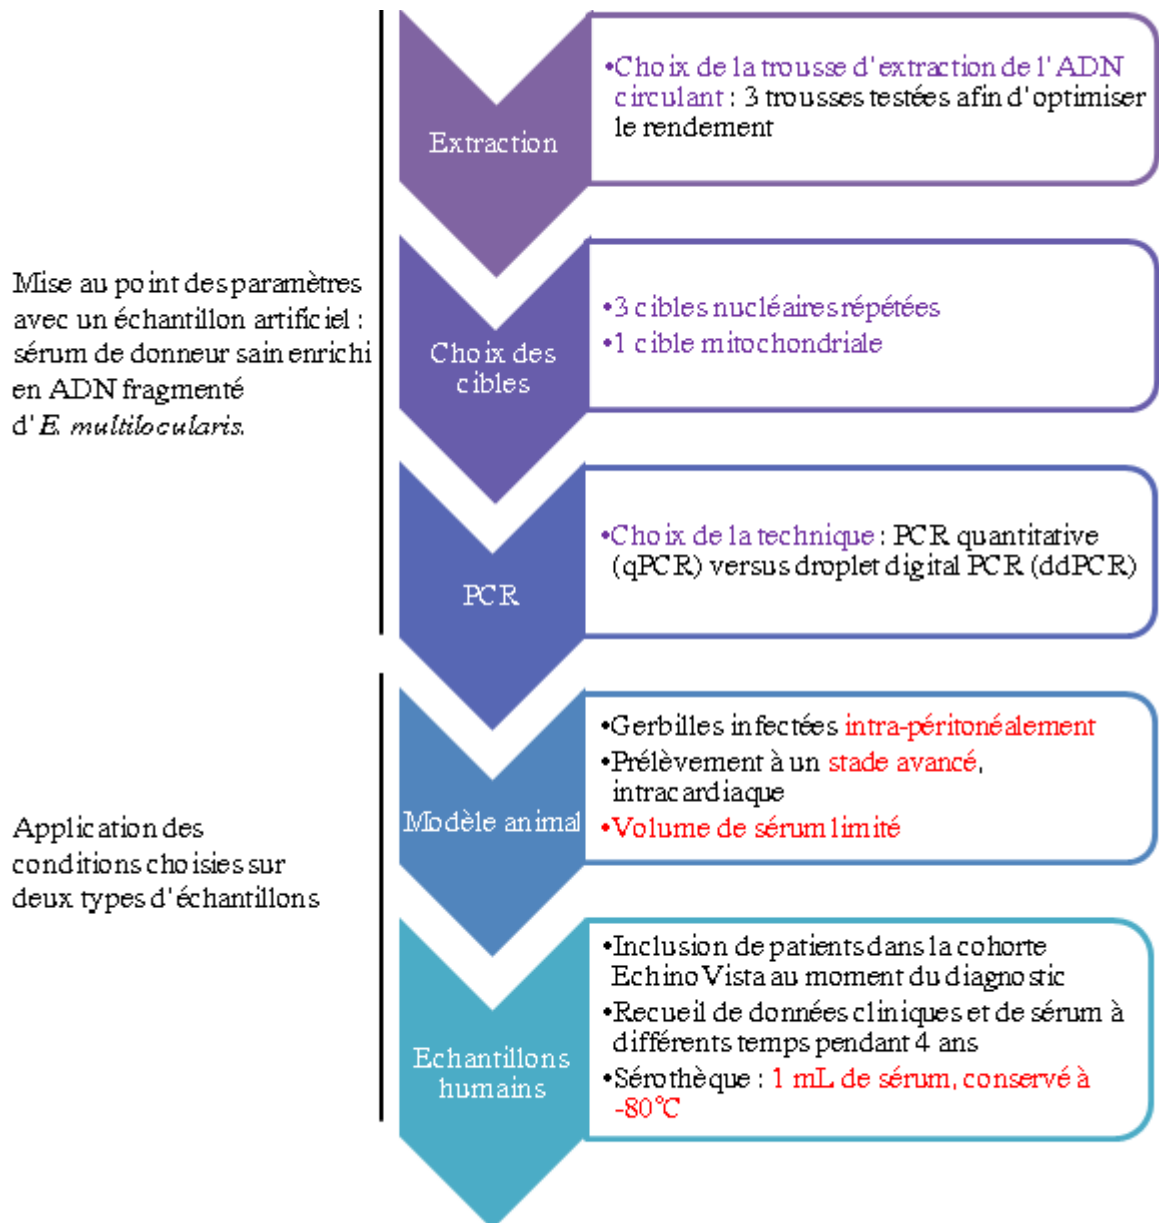 Mise au point des paramètres
avec un échantillon artificiel :
sérum de donneur sain enrichi
en ADN fragmenté
d'E. multilocularis.
Extraction
•Choix de la trousse d'extraction de l'ADN
circulant : 3 trousses testées afin d'optimiser
le rendement
Choix des
cibles
•3 cibles nucléaires répétées
•1 cible mitochondriale
PCR
•Choix de la technique : PCR quantitative
(qPCR) versus droplet digital PCR (ddPCR)
Application des
conditions choisies sur
deux types d'échantillons
Modèle animal
•Gerbilles infectées intra-péritonéalement
•Prélèvement à un stade avancé,
intracardiaque
•Volume de sérum limité
Echantillons
humains
•Inclusion de patients dans la cohorte
EchinoVista au moment du diagnostic
•Recueil de données cliniques et de sérum à
différents temps pendant 4 ans
•Sérothèque : 1 mL de sérum, conservé à
-80°C